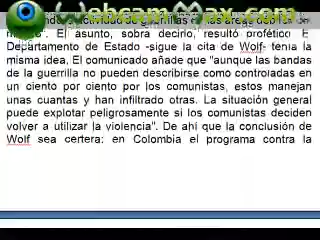 webcamMax.com
". El asunto, sobra decirlo, resultó profético E
Departamento de Estado -sigue la cita de Wolf- tenía la
misma idea, El comunicado añade que "aunque las bandas
de la guerrilla no pueden describirse como controladas en
un ciento por ciento por los comunistas, estos manejan
unas cuantas y han infiltrado otras. La situación general
puede explotar peligrosamente si los comunistas deciden
volver a utilizar la violencia". De ahí que la conclusión de
Wolf sea certera: en Colombia el programa contra la